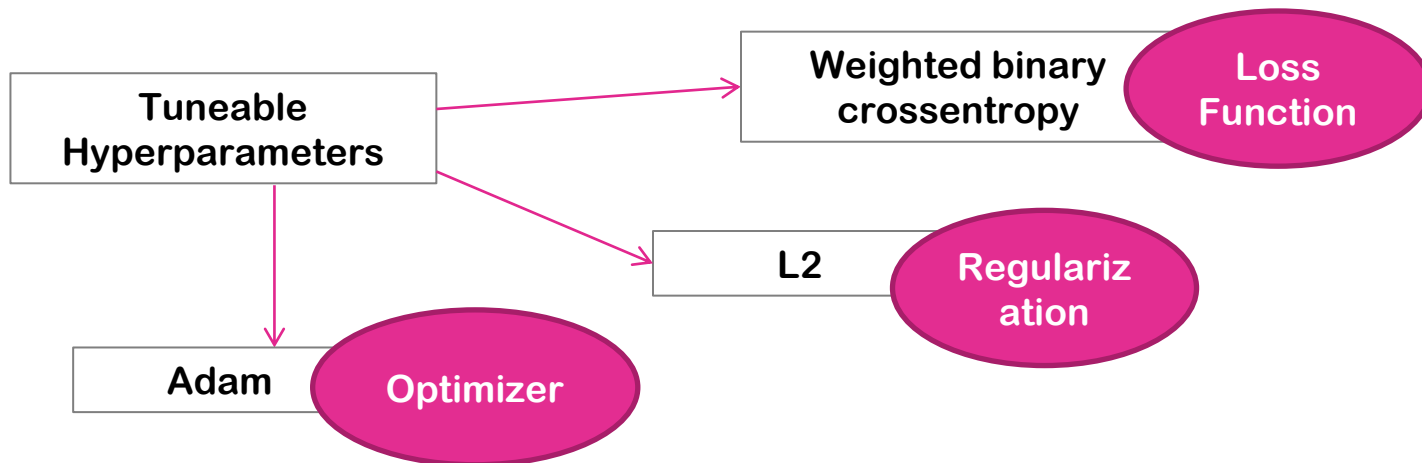 Weighted binary
crossentropy
Loss
Function
Tuneable
Hyperparameters
L2
Regulariz
ation
Adam
Optimizer